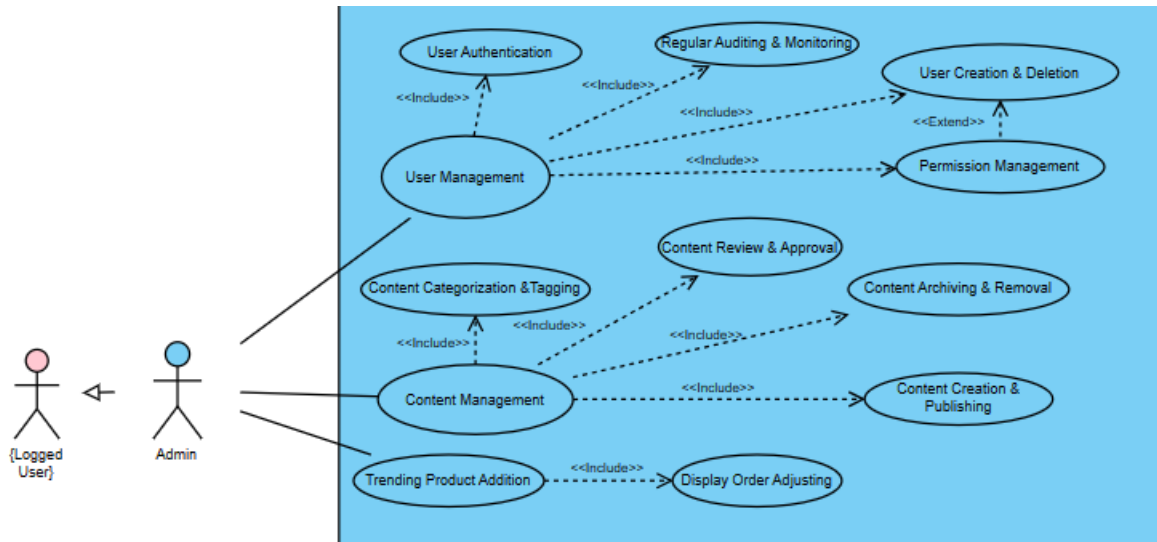 User Authentication
Regular Auditing & Monitoring
User Creation & Deletion
<<Include>>
<<Include>>
<<Include>>
<<Extend>>
<<Include>>
User Management
Permission Management
Content Review & Approval
Content Categorization &Tagging
Content Archiving & Removal
<<Include>>
<<Include>>
<<Include>>
<<Include>>
Content Management
Content Creation &
Publishing
{Logged
User}
Admin
<<Include>>
Trending Product Addition
Display Order Adjusting